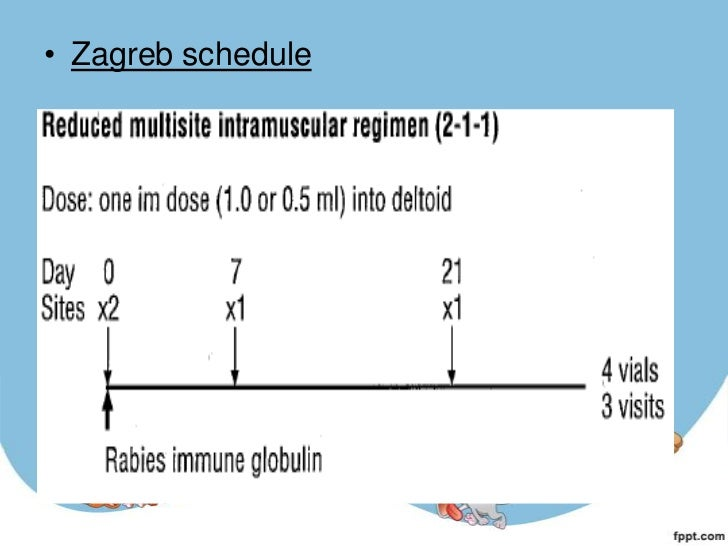 • Zagreb schedule
Reduced multisite intramuscular regimen (2-1-1)
Dose: one im dose (1.0 or 0.5 ml) into deltoid
Day 0 7 21
Sites x2 x1 x1
4 vials
3 visits
Rabies immune globulin
fppt.com